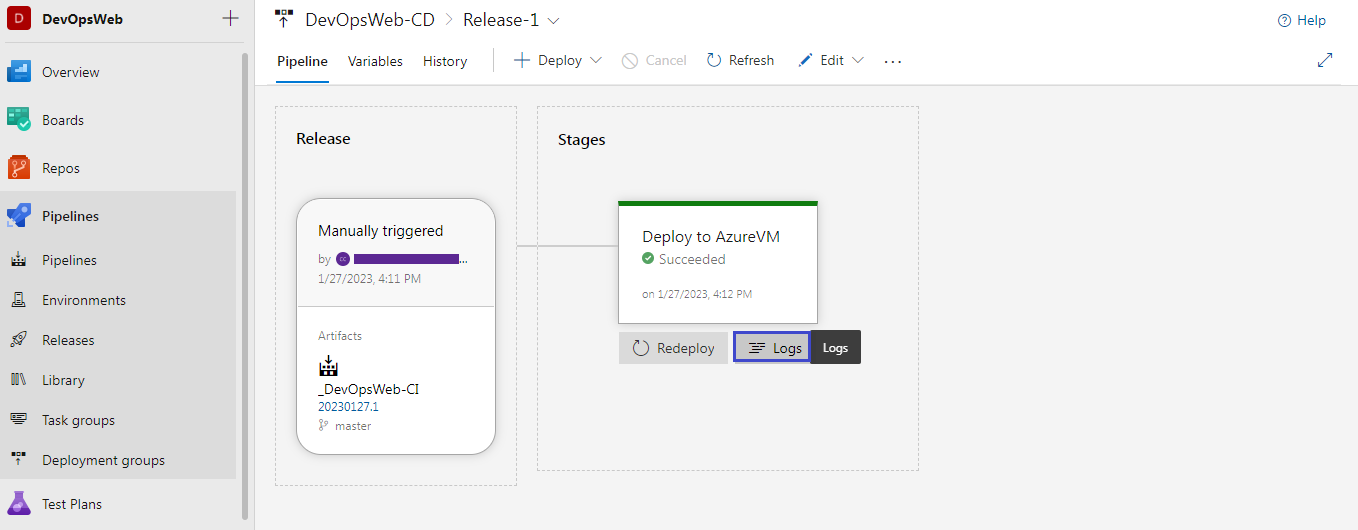 D DevOpsWeb
Overview
Boards
Repos
Pipelines
Pipelines
Environments
Releases
Library
Task groups
Deployment groups
Test Plans
DevOpsWeb-CD > Release-1
Help
Pipeline Variables History Deploy Cancel Refresh Edit ...
Release
Manually triggered
by CC ...
1/27/2023, 4:11 PM
Artifacts
_DevOpsWeb-CI
20230127.1
master
Stages
Deploy to AzureVM
Succeeded
on 1/27/2023, 4:12 PM
Redeploy Logs Logs